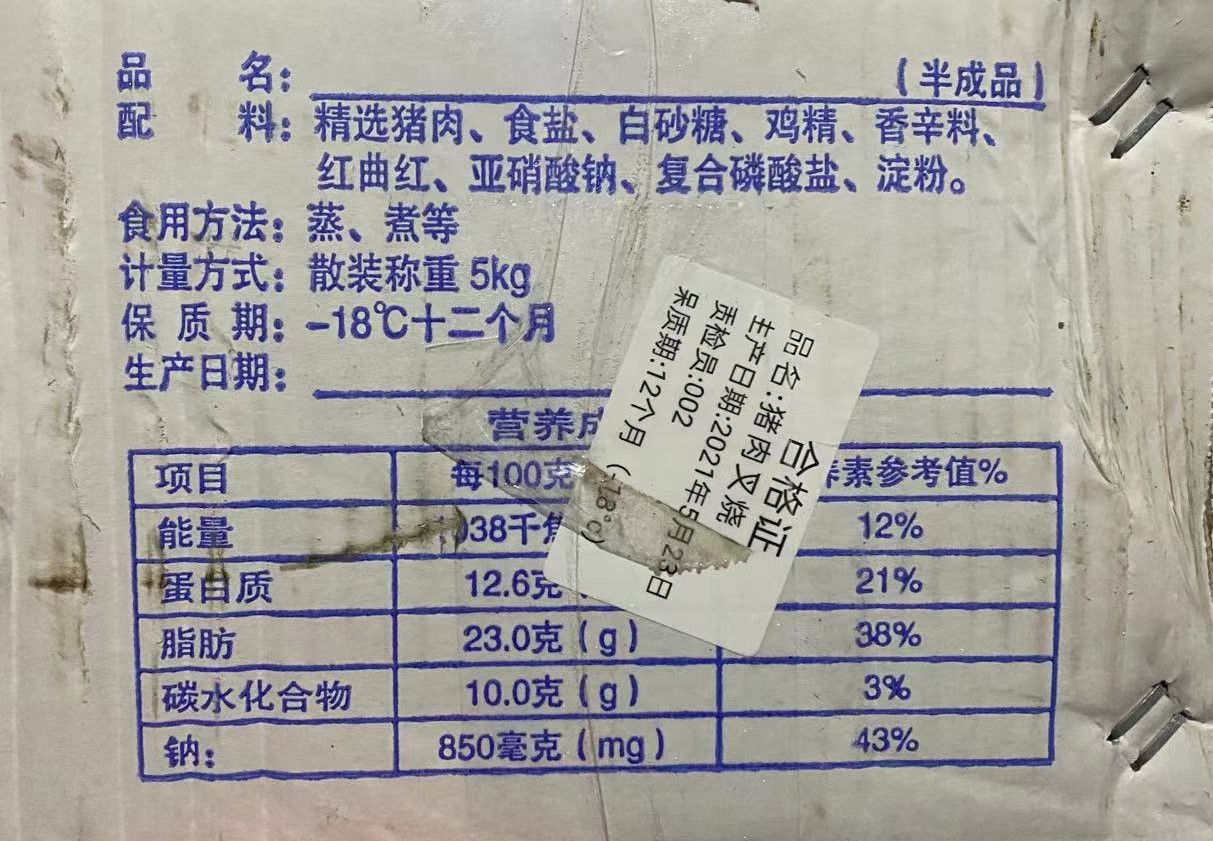 品 名: (半成品)
配 料: 精选猪肉、食盐、白砂糖、鸡精、香辛料、
红曲红、亚硝酸钠、复合磷酸盐、淀粉。
食用方法: 蒸、煮等
计量方式: 散装称重 5kg
保 质 期: -18℃十二个月
生产日期:
营养成
项目 每100克 养素参考值%
能量 038千焦 12%
蛋白质 12.6克 21%
脂肪 23.0克(g) 38%
碳水化合物 10.0克(g) 3%
钠: 850毫克(mg) 43%
合格证
品名:猪肉叉烧
生产日期:2021年5月23日
质检员:002
保质期:12个月 (-18°c)